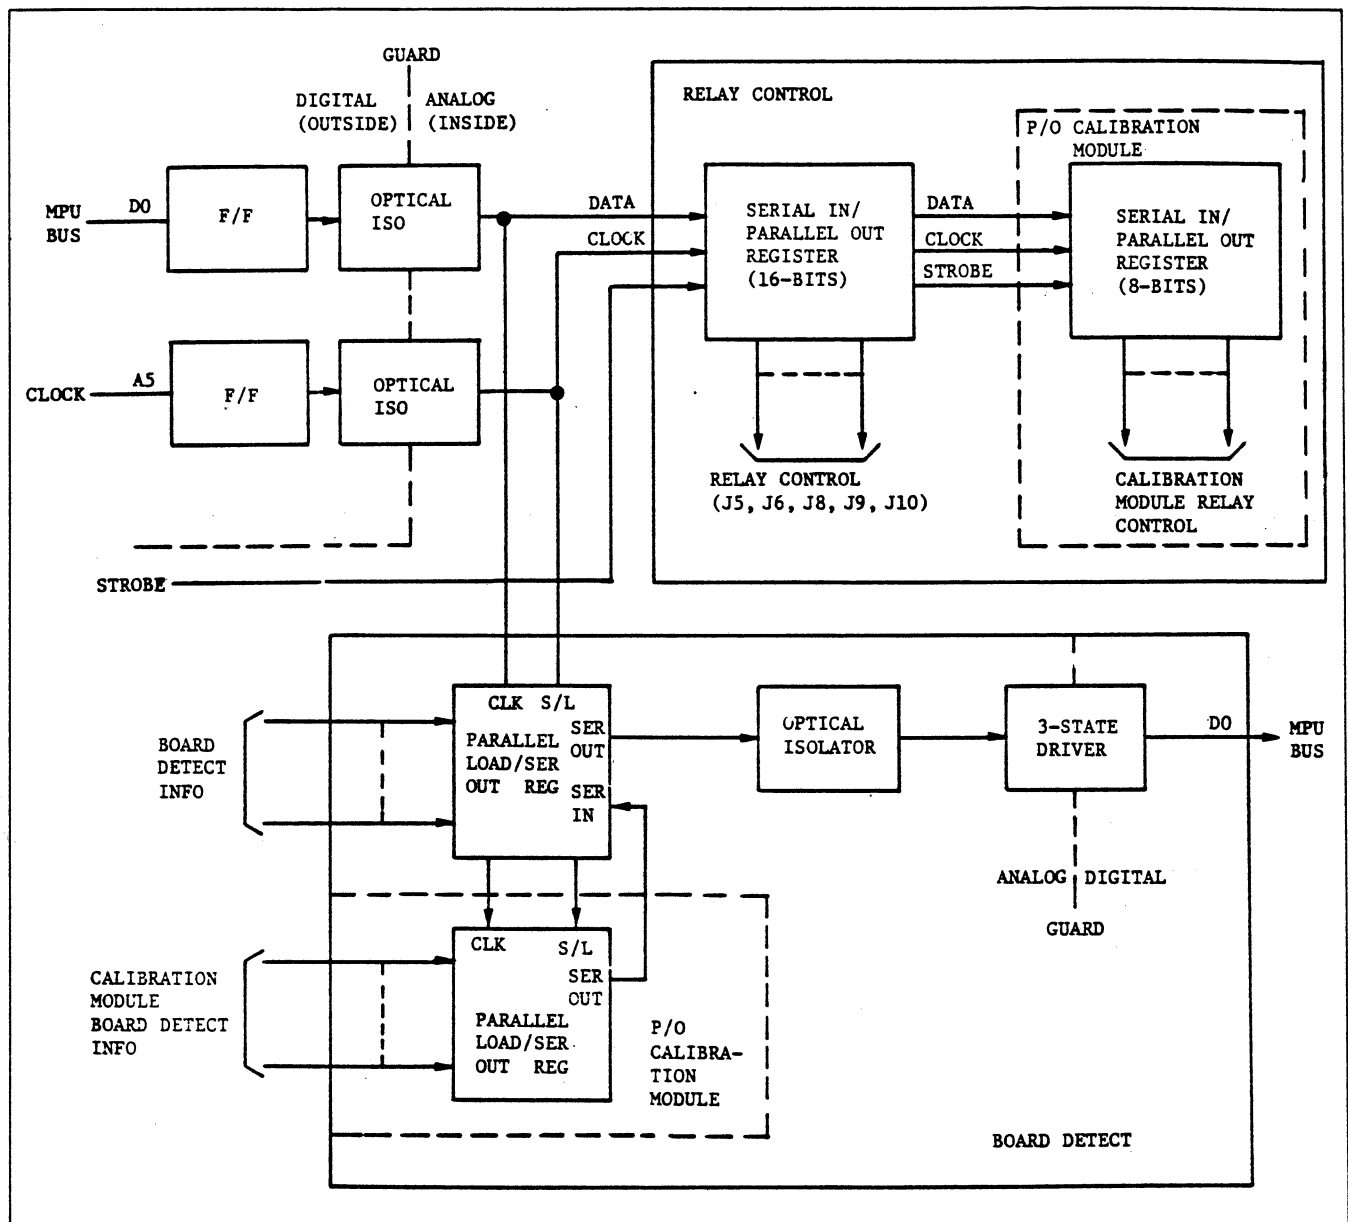 GUARD
DIGITAL
(OUTSIDE)
ANALOG
(INSIDE)
MPU
BUS
D0
F/F
OPTICAL
ISO
CLOCK
A5
F/F
OPTICAL
ISO
STROBE
RELAY CONTROL
DATA
CLOCK
SERIAL IN/
PARALLEL OUT
REGISTER
(16-BITS)
DATA
CLOCK
STROBE
P/O CALIBRATION
MODULE
SERIAL IN/
PARALLEL OUT
REGISTER
(8-BITS)
RELAY CONTROL
(J5, J6, J8, J9, J10)
CALIBRATION
MODULE RELAY
CONTROL
BOARD
DETECT
INFO
CLK S/L
SER
OUT
PARALLEL
LOAD/SER
OUT REG
SER
IN
OPTICAL
ISOLATOR
3-STATE
DRIVER
D0
MPU
BUS
ANALOG DIGITAL
GUARD
CALIBRATION
MODULE
BOARD DETECT
INFO
CLK
S/L
SER
OUT
PARALLEL
LOAD/SER
OUT REG
P/O
CALIBRA-
TION
MODULE
BOARD DETECT